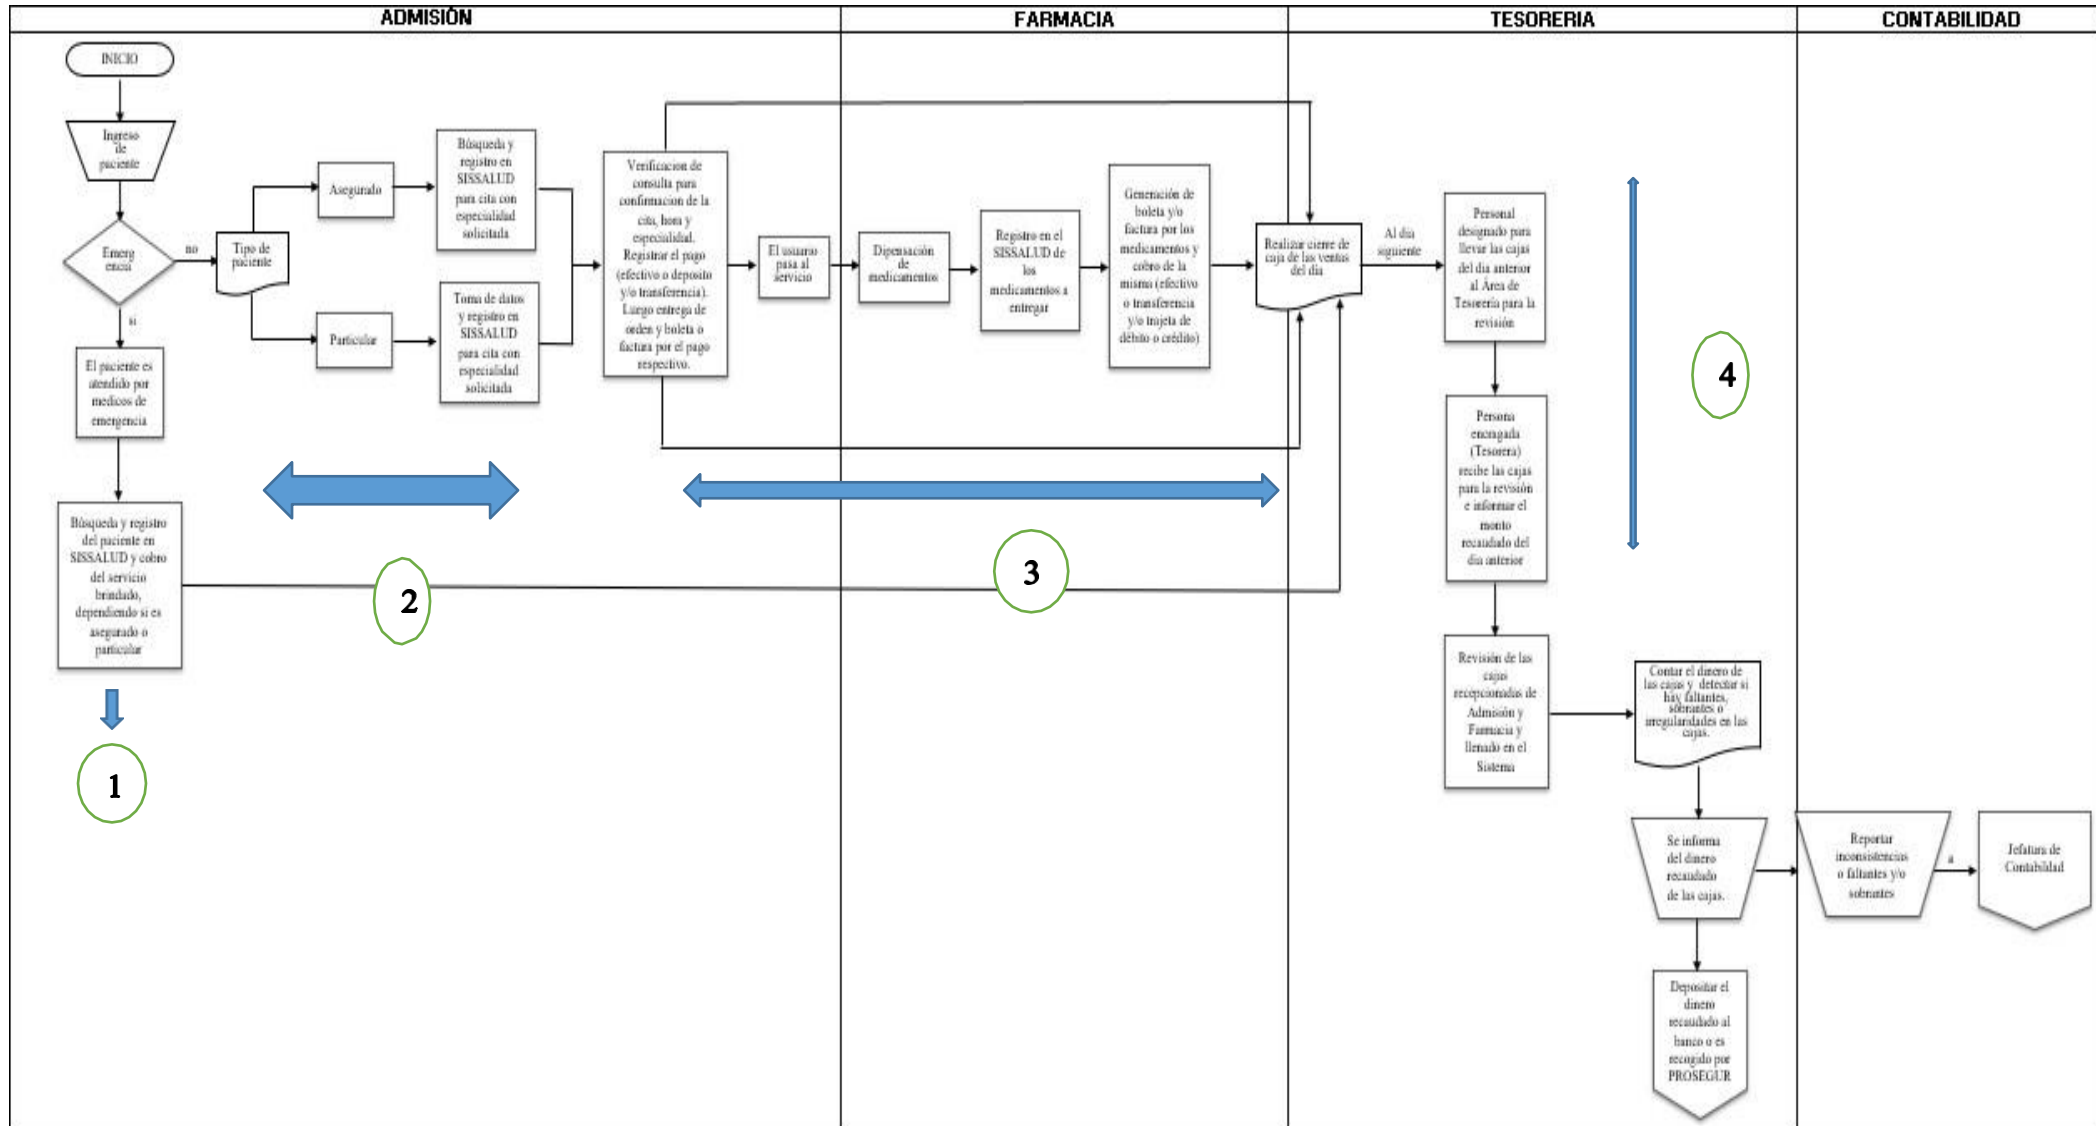 ADMISIÓN
FARMACIA
TESORERIA
CONTABILIDAD
INICIO
Ingreso
de
paciente
Emerg
encia
no
si
Tipo de
paciente
Asegurado
Particular
Búsqueda y
registro en
SISSALUD
para cita con
especialidad
solicitada
Toma de datos
y registro en
SISSALUD
para cita con
especialidad
solicitada
El paciente es
atendido por
medicos de
emergencia
Búsqueda y registro
del paciente en
SISSALUD y cobro
del servicio
brindado,
dependiendo si es
asegurado o
particular
1
2
Verificacion de
consulta para
confirmacion de la
cita, hora y
especialidad.
Registrar el pago
(efectivo o deposito
y/o transferencia).
Luego entrega de
orden y boleta o
factura por el pago
respectivo.
El usuario
pasa al
servicio
Dipensación
de
medicamentos
Registro en el
SISSALUD de
los
medicamentos a
entregar
Generación de
boleta y/o
factura por los
medicamentos y
cobro de la
misma (efectivo
o transferencia
y/o trajeta de
débito o crédito)
3
Realizar cierre de
caja de las ventas
del dia
Al dia
siguiente
Personal
designado para
llevar las cajas
del dia anterior
al Área de
Tesorería para la
revisión
Persona
encragada
(Tesorera)
recibe las cajas
para la revisión
e informar el
monto
recaudado del
dia anterior
4
Revisión de las
cajas
recepcionadas de
Admisión y
Farmacia y
llenado en el
Sistema
Contar el dinero de
las cajas y detectar si
hay faltantes,
sobrantes o
irregularidades en las
cajas.
Se informa
del dinero
recaudado
de las cajas.
Reportar
inconsistencias
o faltantes y/o
sobrantes
a
Jefatura de
Contabilidad
Depositar el
dinero
recaudado al
banco o es
recogido por
PROSEGUR